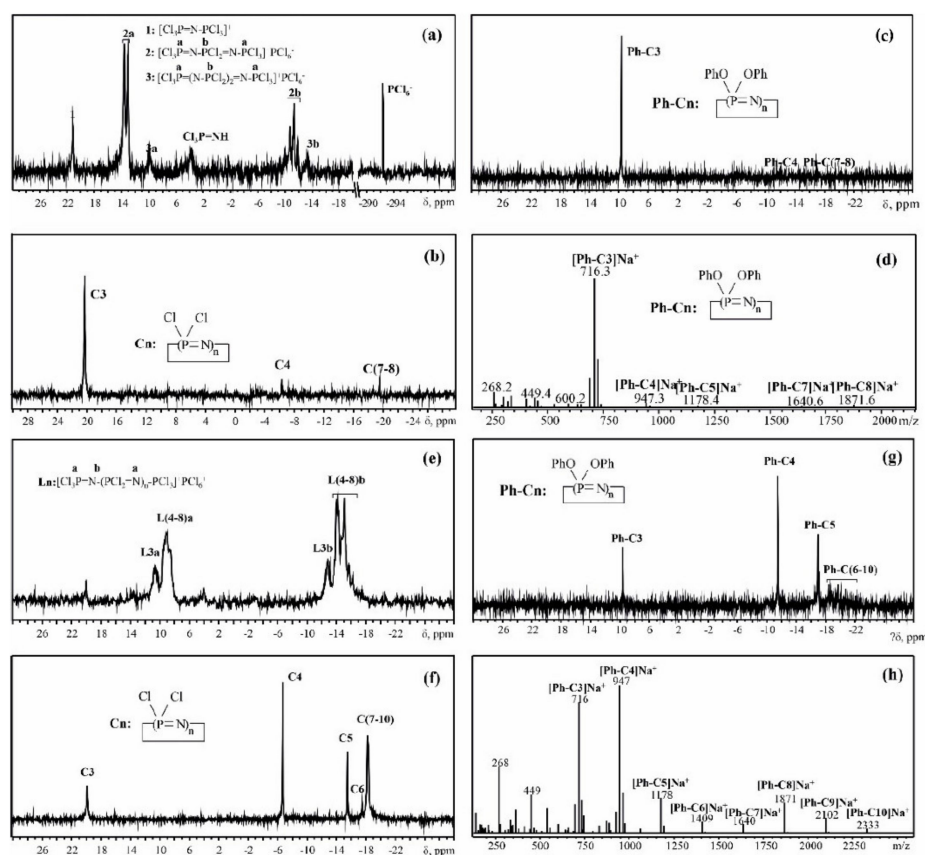 (a)
1: [Cl₃P=N-PCl₃]⁺
a b a
2: [Cl₃P=N-PCl₂=N-PCl₃] PCl₆⁻
a b a
3: [Cl₃P=(N-PCl₂)₂=N-PCl₃]⁺PCl₆⁻
1
2a
3a
Cl₃P=NH
2b
3b
PCl₆⁻
26 22 18 14 10 6 2 -2 -6 -10 -14 -18 -290 -294
δ, ppm
(c)
Ph-C3
Ph-Cn:
PhO OPh
(P=N)n
Ph-C4
Ph-C(7-8)
26 22 18 14 10 6 2 -2 -6 -10 -14 -18 -22
δ, ppm
(b)
C3
Cn:
Cl Cl
(P=N)n
C4
C(7-8)
28 24 20 16 12 8 4 0 -4 -8 -12 -16 -20 -24
δ, ppm
(d)
[Ph-C3]Na⁺
716.3
Ph-Cn:
PhO OPh
(P=N)n
268.2
449.4
600.2
[Ph-C4]Na⁺
947.3
[Ph-C5]Na⁺
1178.4
[Ph-C7]Na⁺
1640.6
[Ph-C8]Na⁺
1871.6
250 500 750 1000 1250 1500 1750 2000 m/z
(e)
a b a
Ln:[Cl₃P=N-(PCl₂=N)n-PCl₃]⁺PCl₆⁻
L3a
L(4-8)a
L3b
L(4-8)b
26 22 18 14 10 6 2 -2 -6 -10 -14 -18 -22
δ, ppm
(g)
Ph-Cn:
PhO OPh
(P=N)n
Ph-C3
Ph-C4
Ph-C5
Ph-C(6-10)
26 22 18 14 10 6 2 -2 -6 -10 -14 -18 -22
?δ, ppm
(f)
C3
Cn:
Cl Cl
(P=N)n
C4
C5
C6
C(7-10)
26 22 18 14 10 6 2 -2 -6 -10 -14 -18 -22
δ, ppm
(h)
268
449
[Ph-C3]Na⁺
716
[Ph-C4]Na⁺
947
[Ph-C5]Na⁺
1178
[Ph-C6]Na⁺
1409
[Ph-C7]Na⁺
1640
[Ph-C8]Na⁺
1871
[Ph-C9]Na⁺
2102
[Ph-C10]Na⁺
2333
250 500 750 1000 1250 1500 1750 2000 2250 m/z